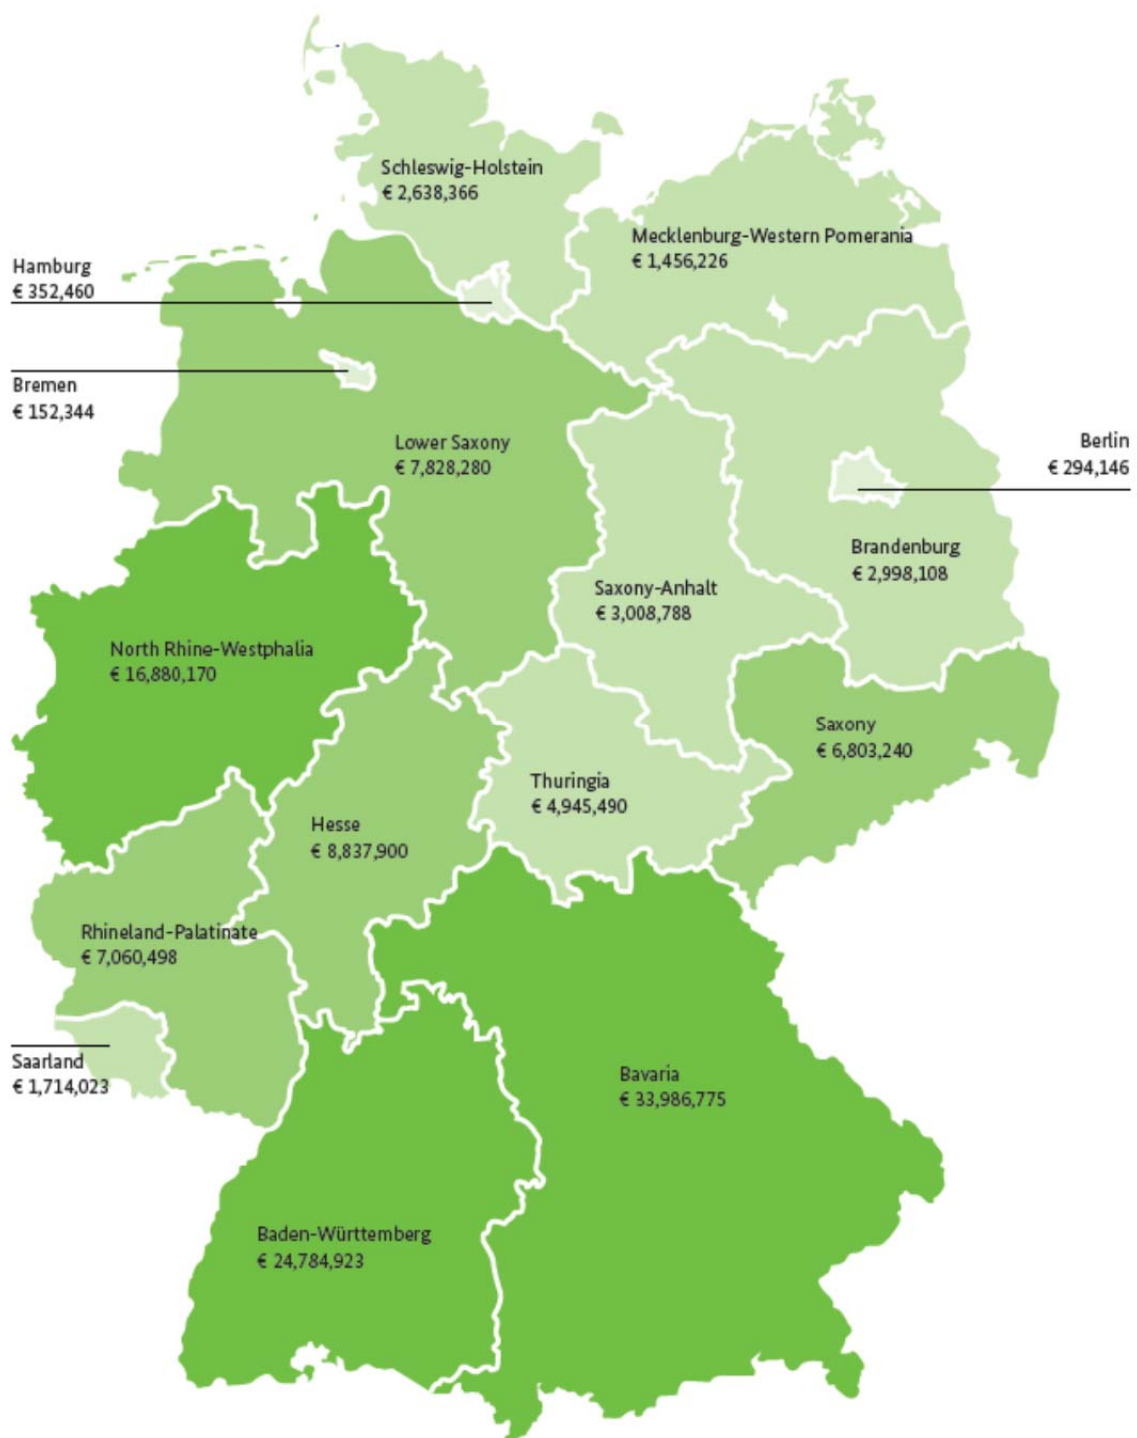 Schleswig-Holstein
€ 2,638,366
Mecklenburg-Western Pomerania
€ 1,456,226
Hamburg
€ 352,460
Bremen
€ 152,344
Lower Saxony
€ 7,828,280
Berlin
€ 294,146
Brandenburg
€ 2,998,108
Saxony-Anhalt
€ 3,008,788
North Rhine-Westphalia
€ 16,880,170
Saxony
€ 6,803,240
Thuringia
€ 4,945,490
Hesse
€ 8,837,900
Rhineland-Palatinate
€ 7,060,498
Saarland
€ 1,714,023
Bavaria
€ 33,986,775
Baden-Württemberg
€ 24,784,923